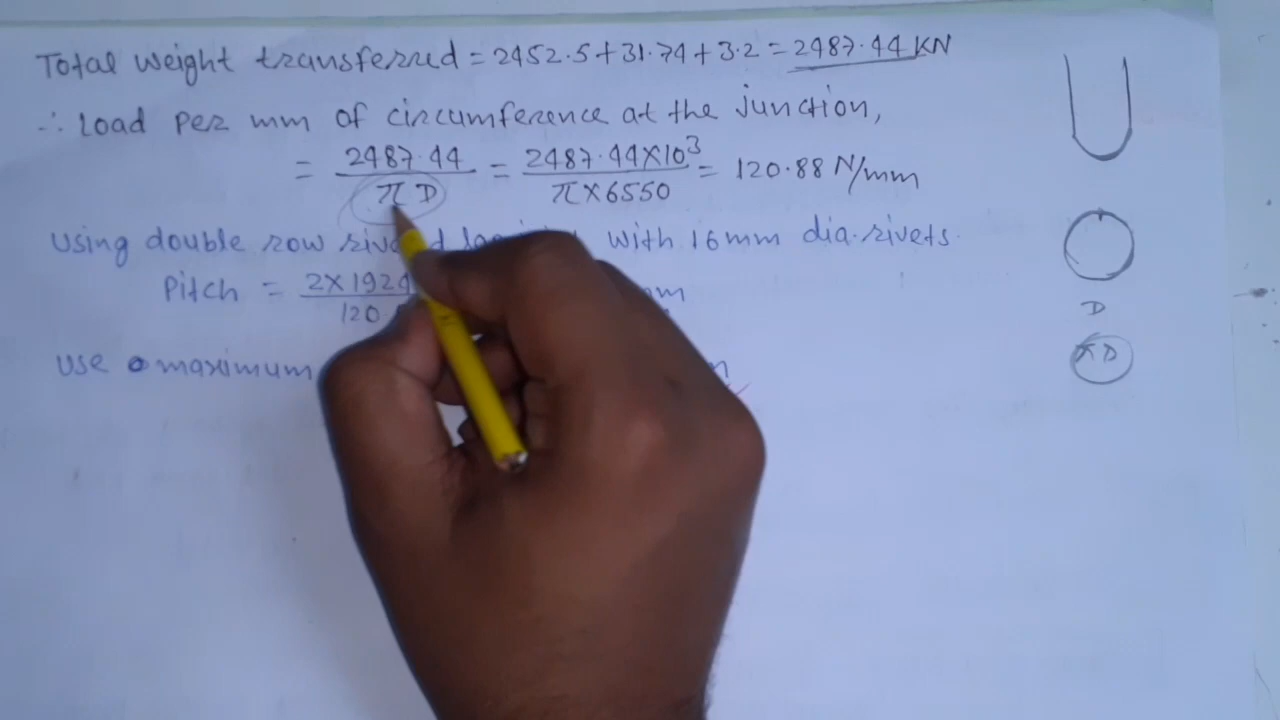 Total weight transferred = 2452.5+31.74+3.2 = 2487.44 KN
∴ Load per mm of circumference at the junction,
= 2487.44 / πD = 2487.44×10³ / π×6550 = 120.88 N/mm
Using double row with 16mm dia. rivets.
Pitch = 2×192
120
Use maximum
D
πD